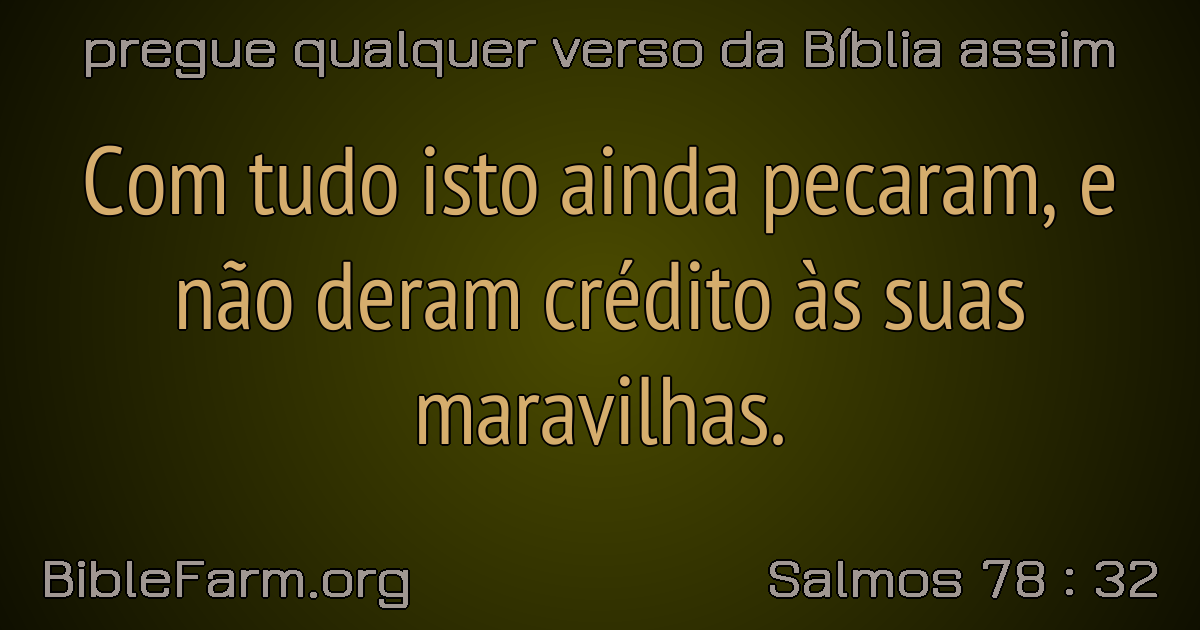 pregue qualquer verso da Bíblia assim
Com tudo isto ainda pecaram, e
não deram crédito às suas
maravilhas.
BibleFarm.org
Salmos 78 : 32